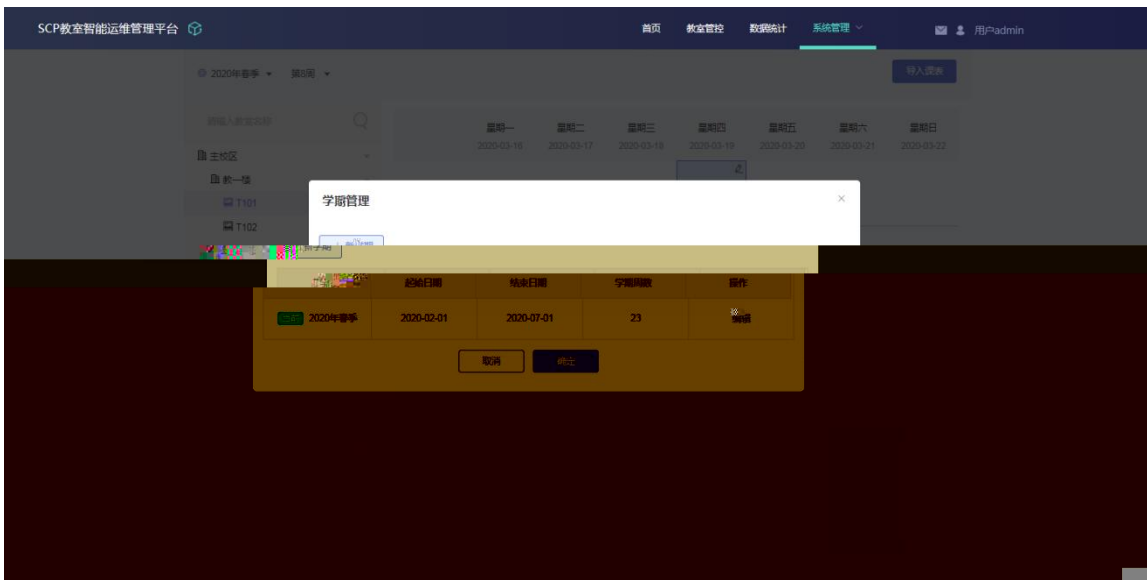 SCP教室智能运维管理平台 首页 教室管控 数据统计 系统管理 用户admin
2020年春季 第8周 导入课表
请输入教室名称
星期一 星期二 星期三 星期四 星期五 星期六 星期日
2020-03-16 2020-03-17 2020-03-18 2020-03-19 2020-03-20 2020-03-21 2020-03-22
主校区
教一楼
T101
T102
学期管理
起始日期 结束日期 学期周数 操作
2020年春季 2020-02-01 2020-07-01 23 编辑
取消 确定